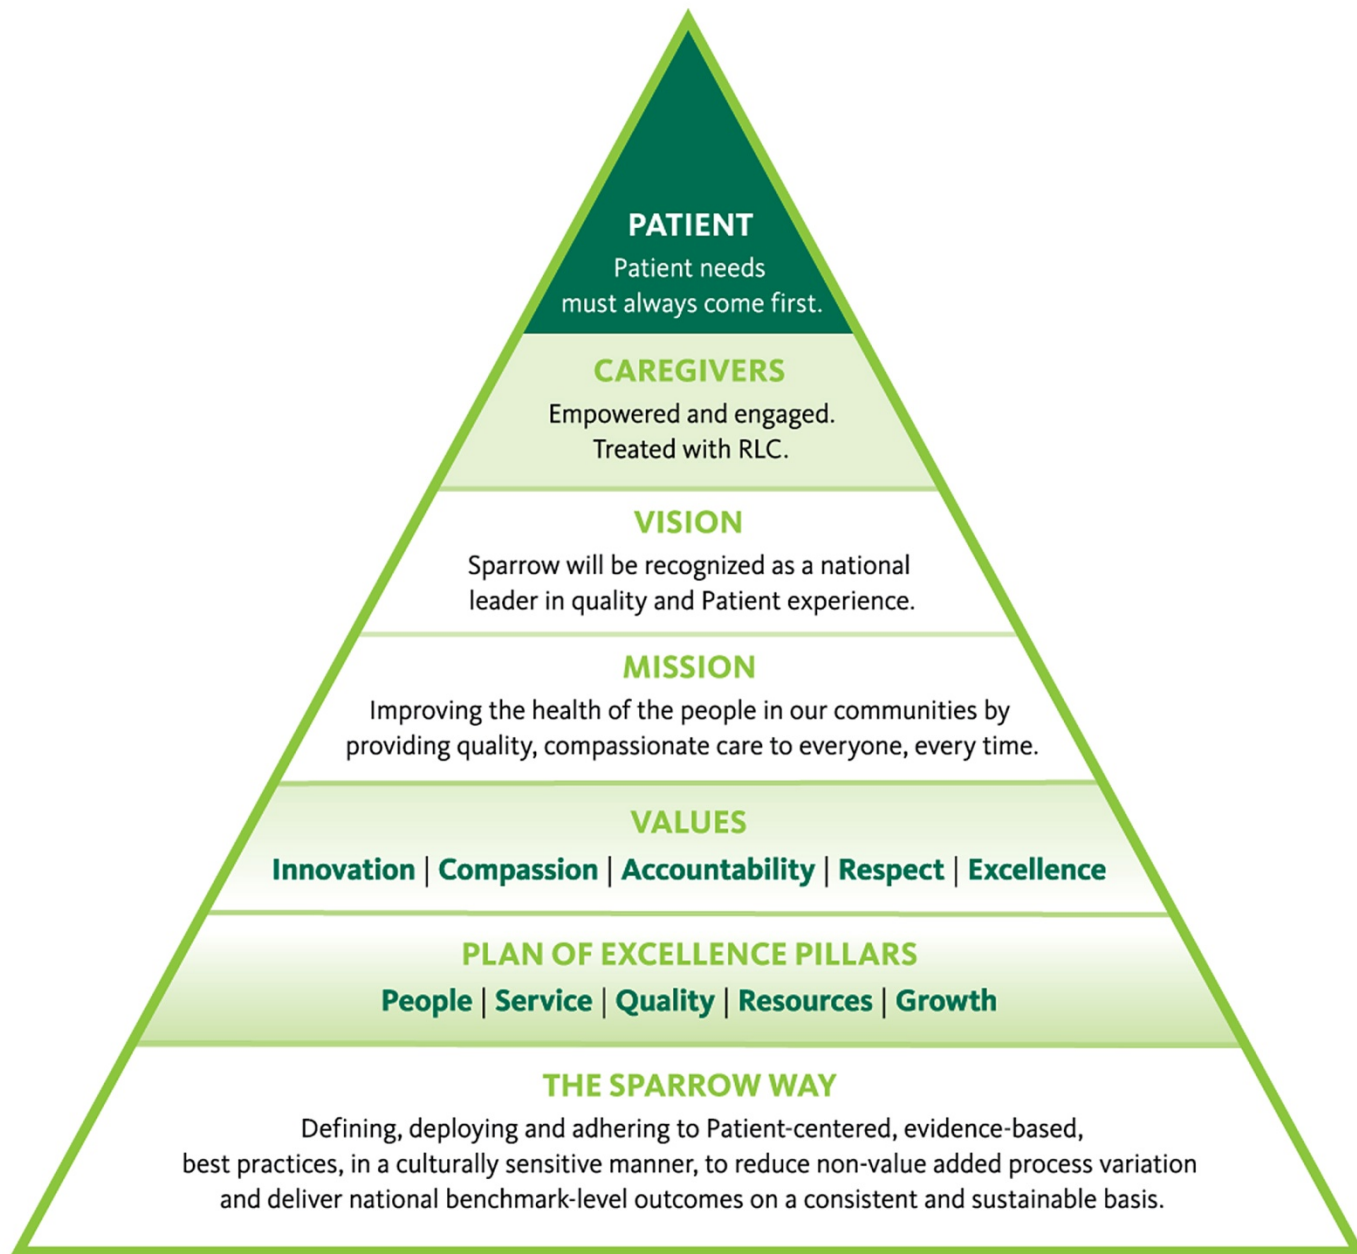 PATIENT
Patient needs
must always come first.
CAREGIVERS
Empowered and engaged.
Treated with RLC.
VISION
Sparrow will be recognized as a national
leader in quality and Patient experience.
MISSION
Improving the health of the people in our communities by
providing quality, compassionate care to everyone, every time.
VALUES
Innovation | Compassion | Accountability | Respect | Excellence
PLAN OF EXCELLENCE PILLARS
People | Service | Quality | Resources | Growth
THE SPARROW WAY
Defining, deploying and adhering to Patient-centered, evidence-based,
best practices, in a culturally sensitive manner, to reduce non-value added process variation
and deliver national benchmark-level outcomes on a consistent and sustainable basis.